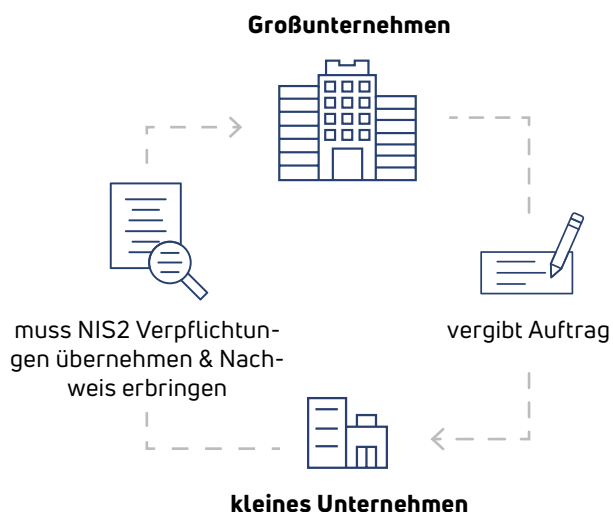 Großunternehmen
vergibt Auftrag
kleines Unternehmen
muss NIS2 Verpflichtun-
gen übernehmen & Nach-
weis erbringen